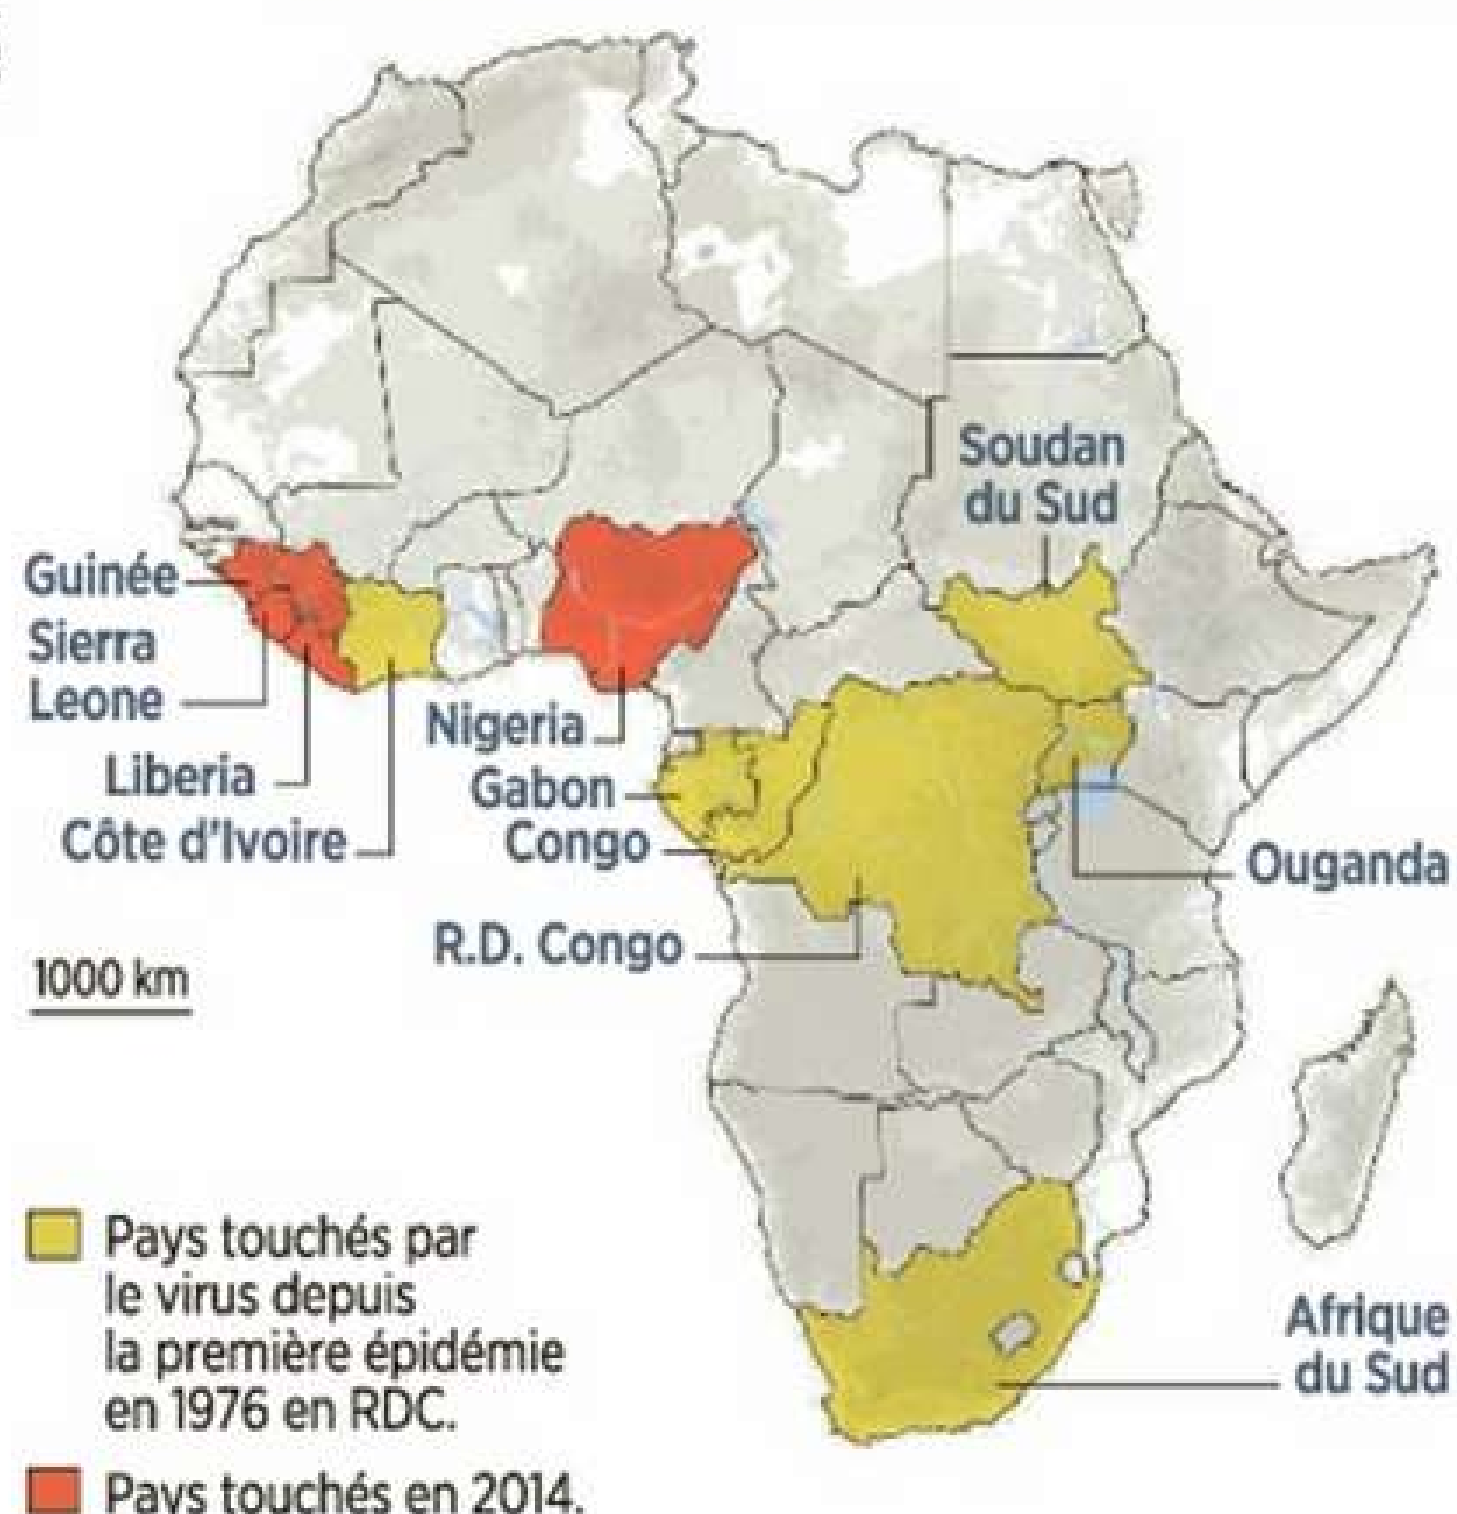 Soudan
du Sud
Guinée
Sierra
Leone
Liberia
Côte d'Ivoire
Nigeria
Gabon
Congo
R.D. Congo
Ouganda
1000 km
Afrique
du Sud
Pays touchés par
le virus depuis
la première épidémie
en 1976 en RDC.
Pays touchés en 2014.